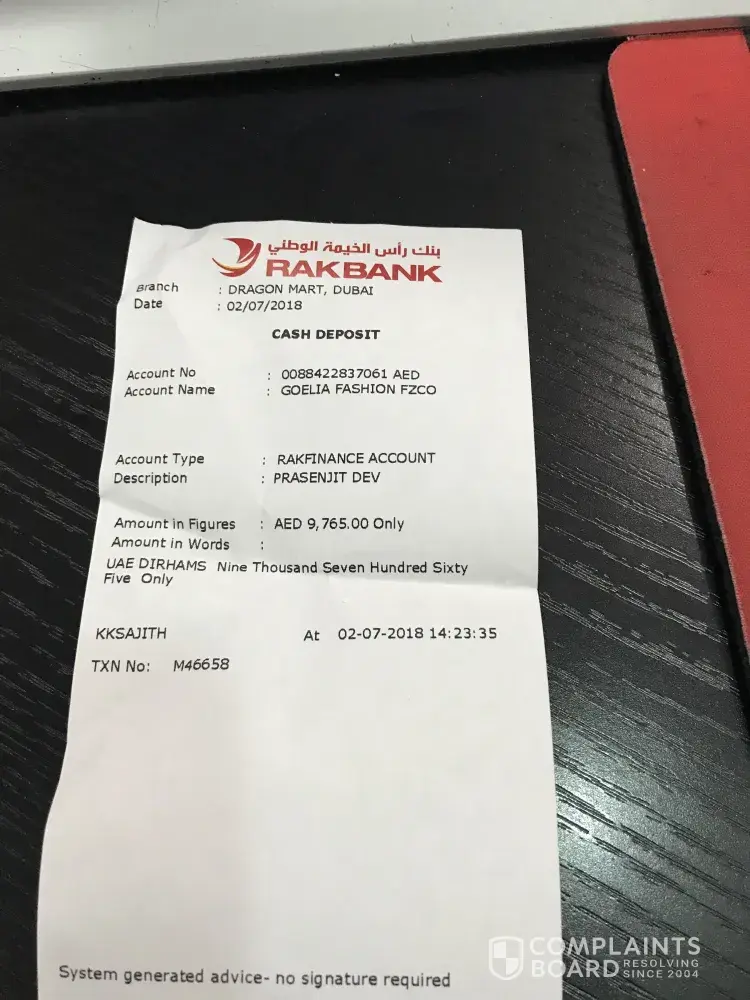 بنك رأس الخيمة الوطني
RAKBANK
Branch : DRAGON MART, DUBAI
Date : 02/07/2018
CASH DEPOSIT
Account No : 0088422837061 AED
Account Name : GOELIA FASHION FZCO
Account Type : RAKFINANCE ACCOUNT
Description : PRASENJIT DEV
Amount in Figures : AED 9,765.00 Only
Amount in Words :
UAE DIRHAMS Nine Thousand Seven Hundred Sixty
Five Only
KKSAJITH At 02-07-2018 14:23:35
TXN No: M46658
System generated advice- no signature required
COMPLAINTS
BOARD RESOLVING
SINCE 2004